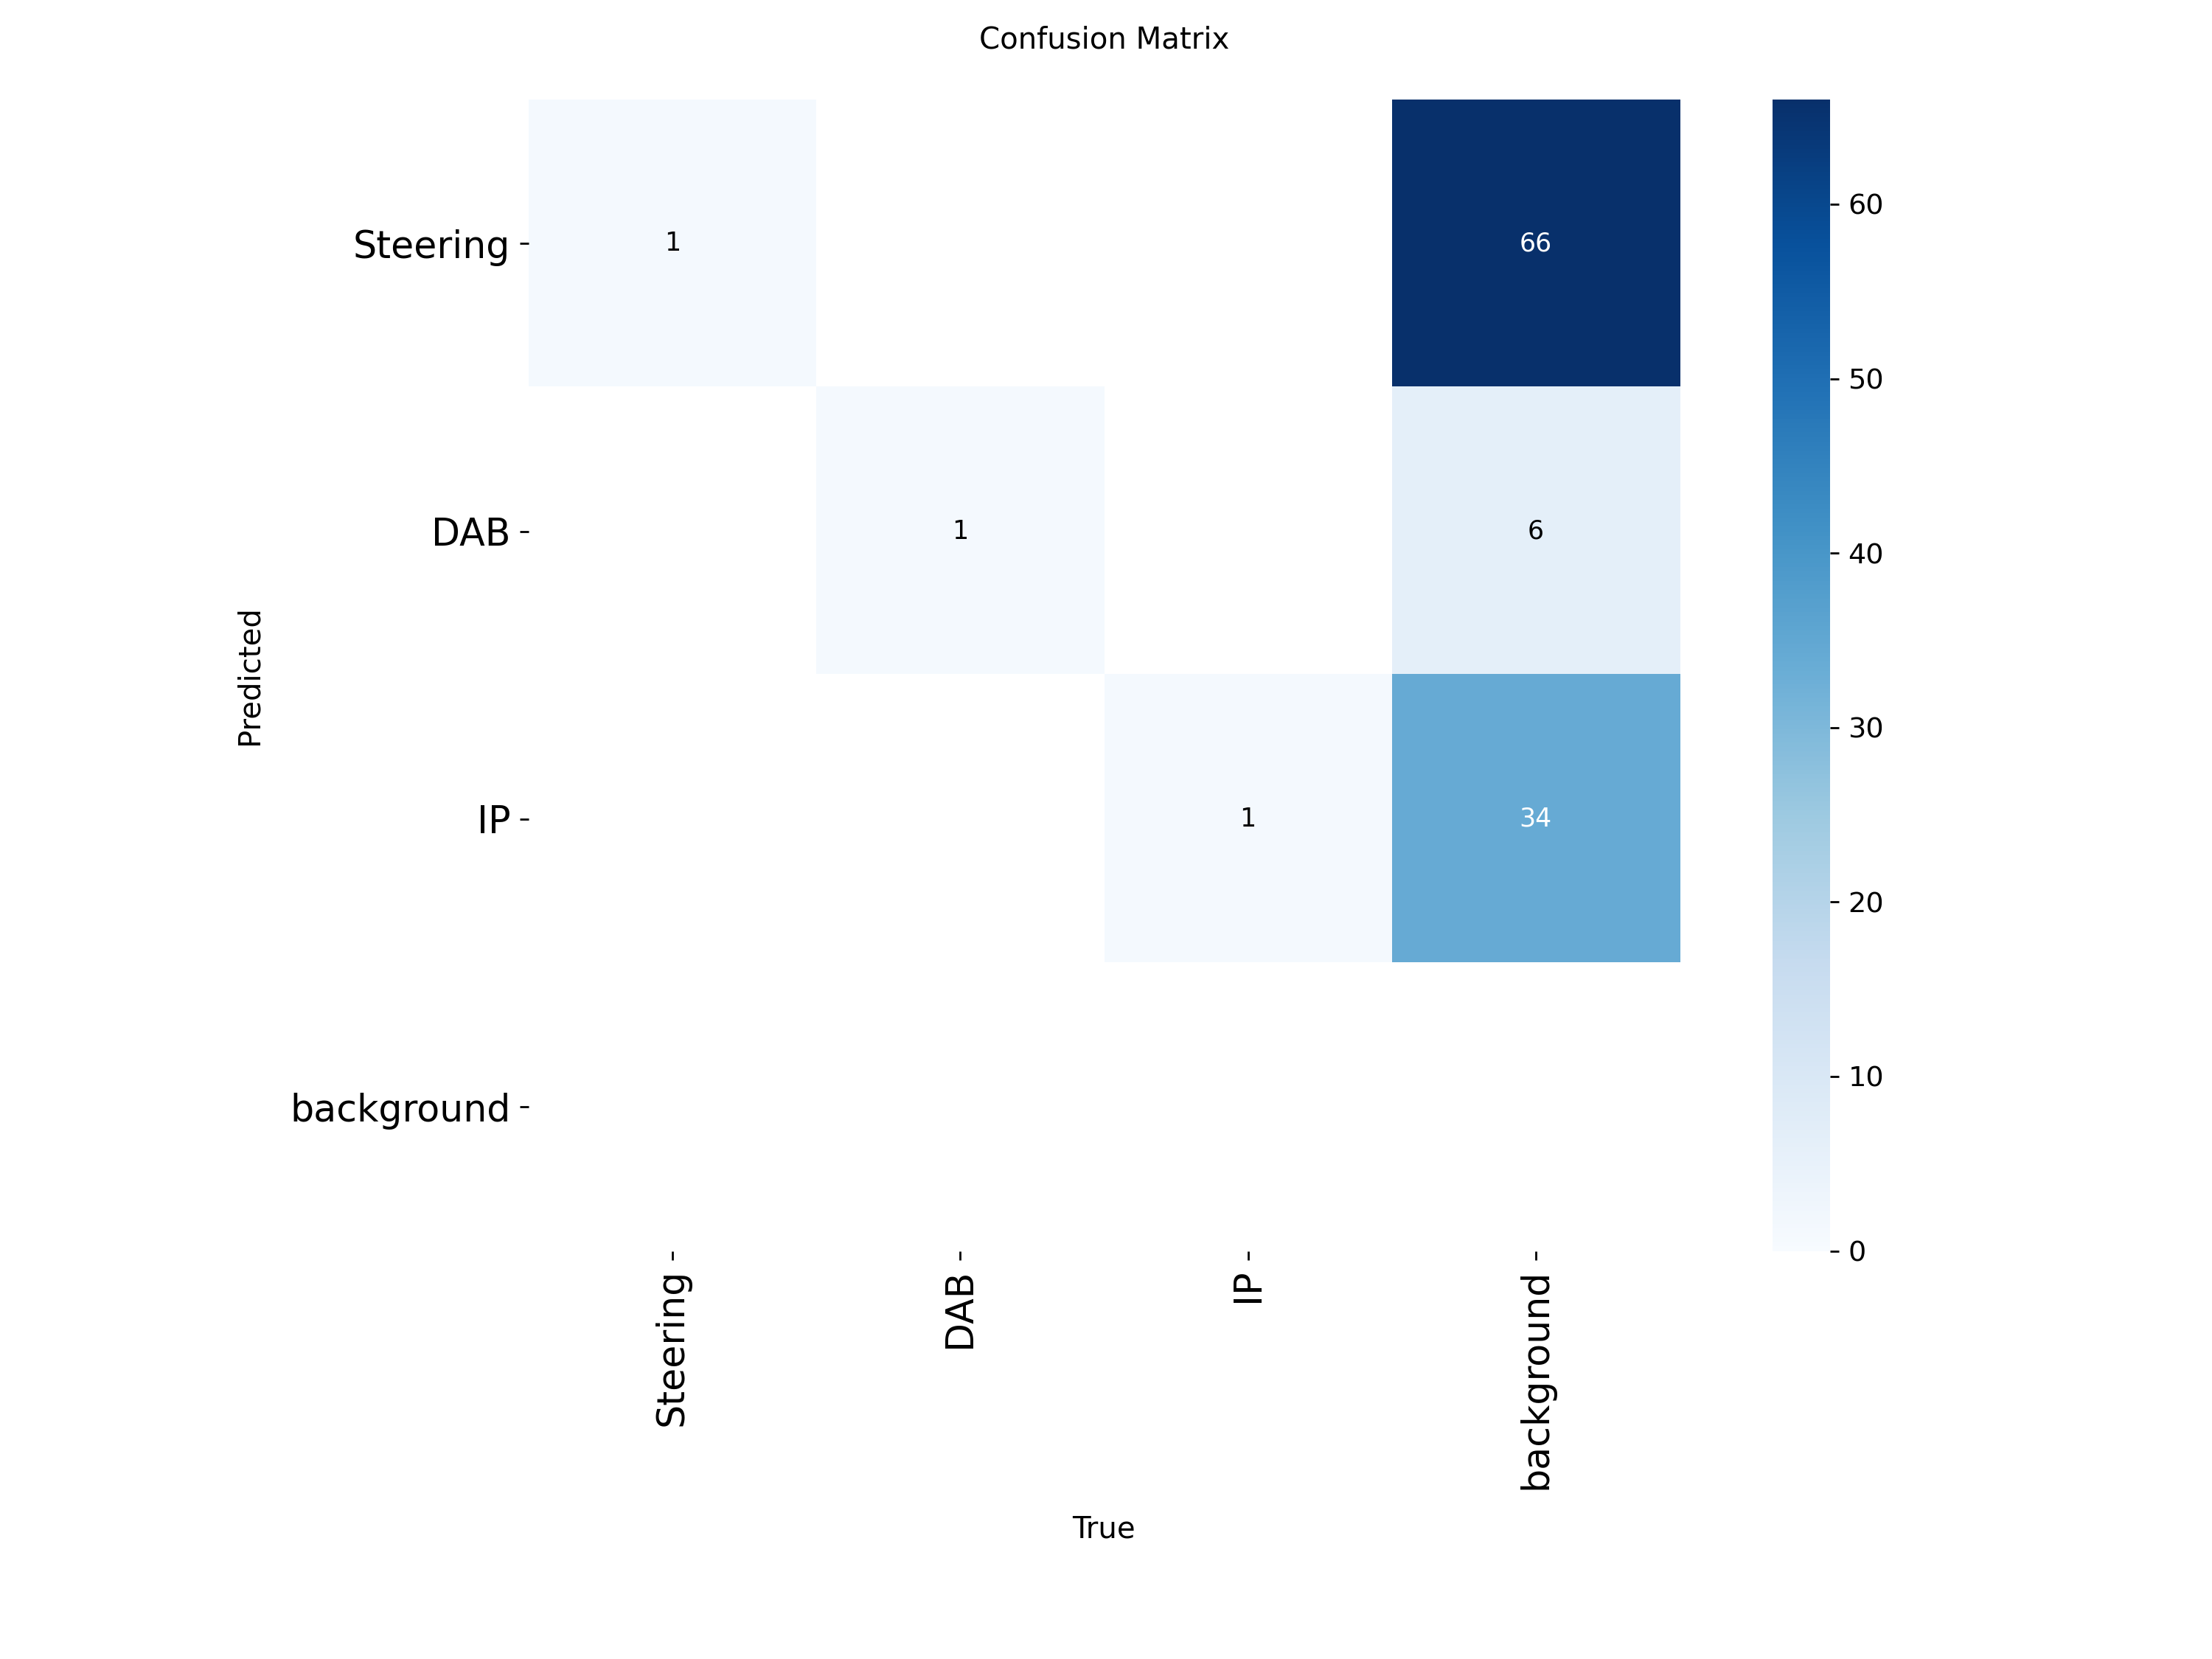 Confusion Matrix
Steering
1
66
60
50
DAB
1
6
40
Predicted
30
IP
1
34
20
10
background
0
Steering
DAB
IP
background
True